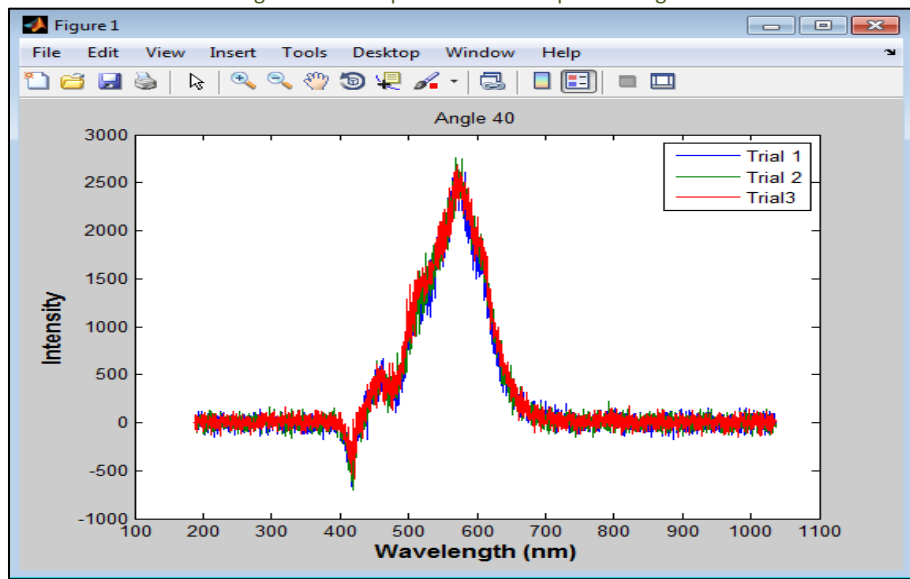 Figure 1
File Edit View Insert Tools Desktop Window Help
Angle 40
3000
2500
2000
1500
1000
500
0
-500
-1000
Intensity
Trial 1
Trial 2
Trial3
100 200 300 400 500 600 700 800 900 1000 1100
Wavelength (nm)